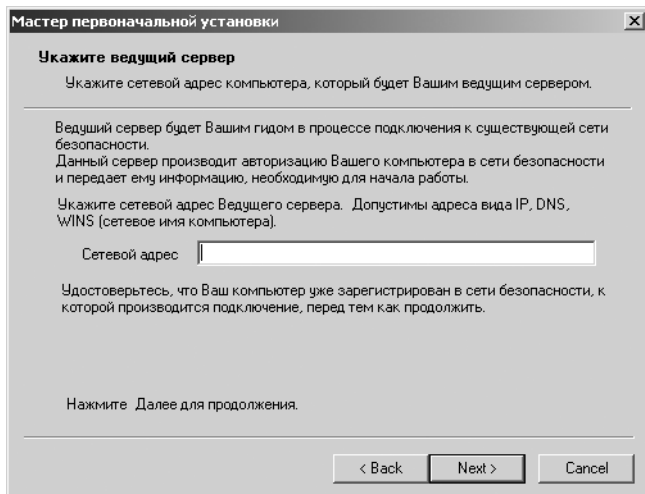 Мастер первоначальной установки
Укажите ведущий сервер
Укажите сетевой адрес компьютера, который будет Вашим ведущим сервером.
Ведуший сервер будет Вашим гидом в процессе подключения к существующей сети
безопасности.
Данный сервер производит авторизацию Вашего компьютера в сети безопасности
и передает ему информацию, необходимую для начала работы.
Укажите сетевой адрес Ведущего сервера. Допустимы адреса вида IP, DNS,
WINS (сетевое имя компьютера).
Сетевой адрес
Удостоверьтесь, что Ваш компьютер уже зарегистрирован в сети безопасности, к
которой производится подключение, перед тем как продолжить.
Нажмите Далее для продолжения.
< Back Next > Cancel